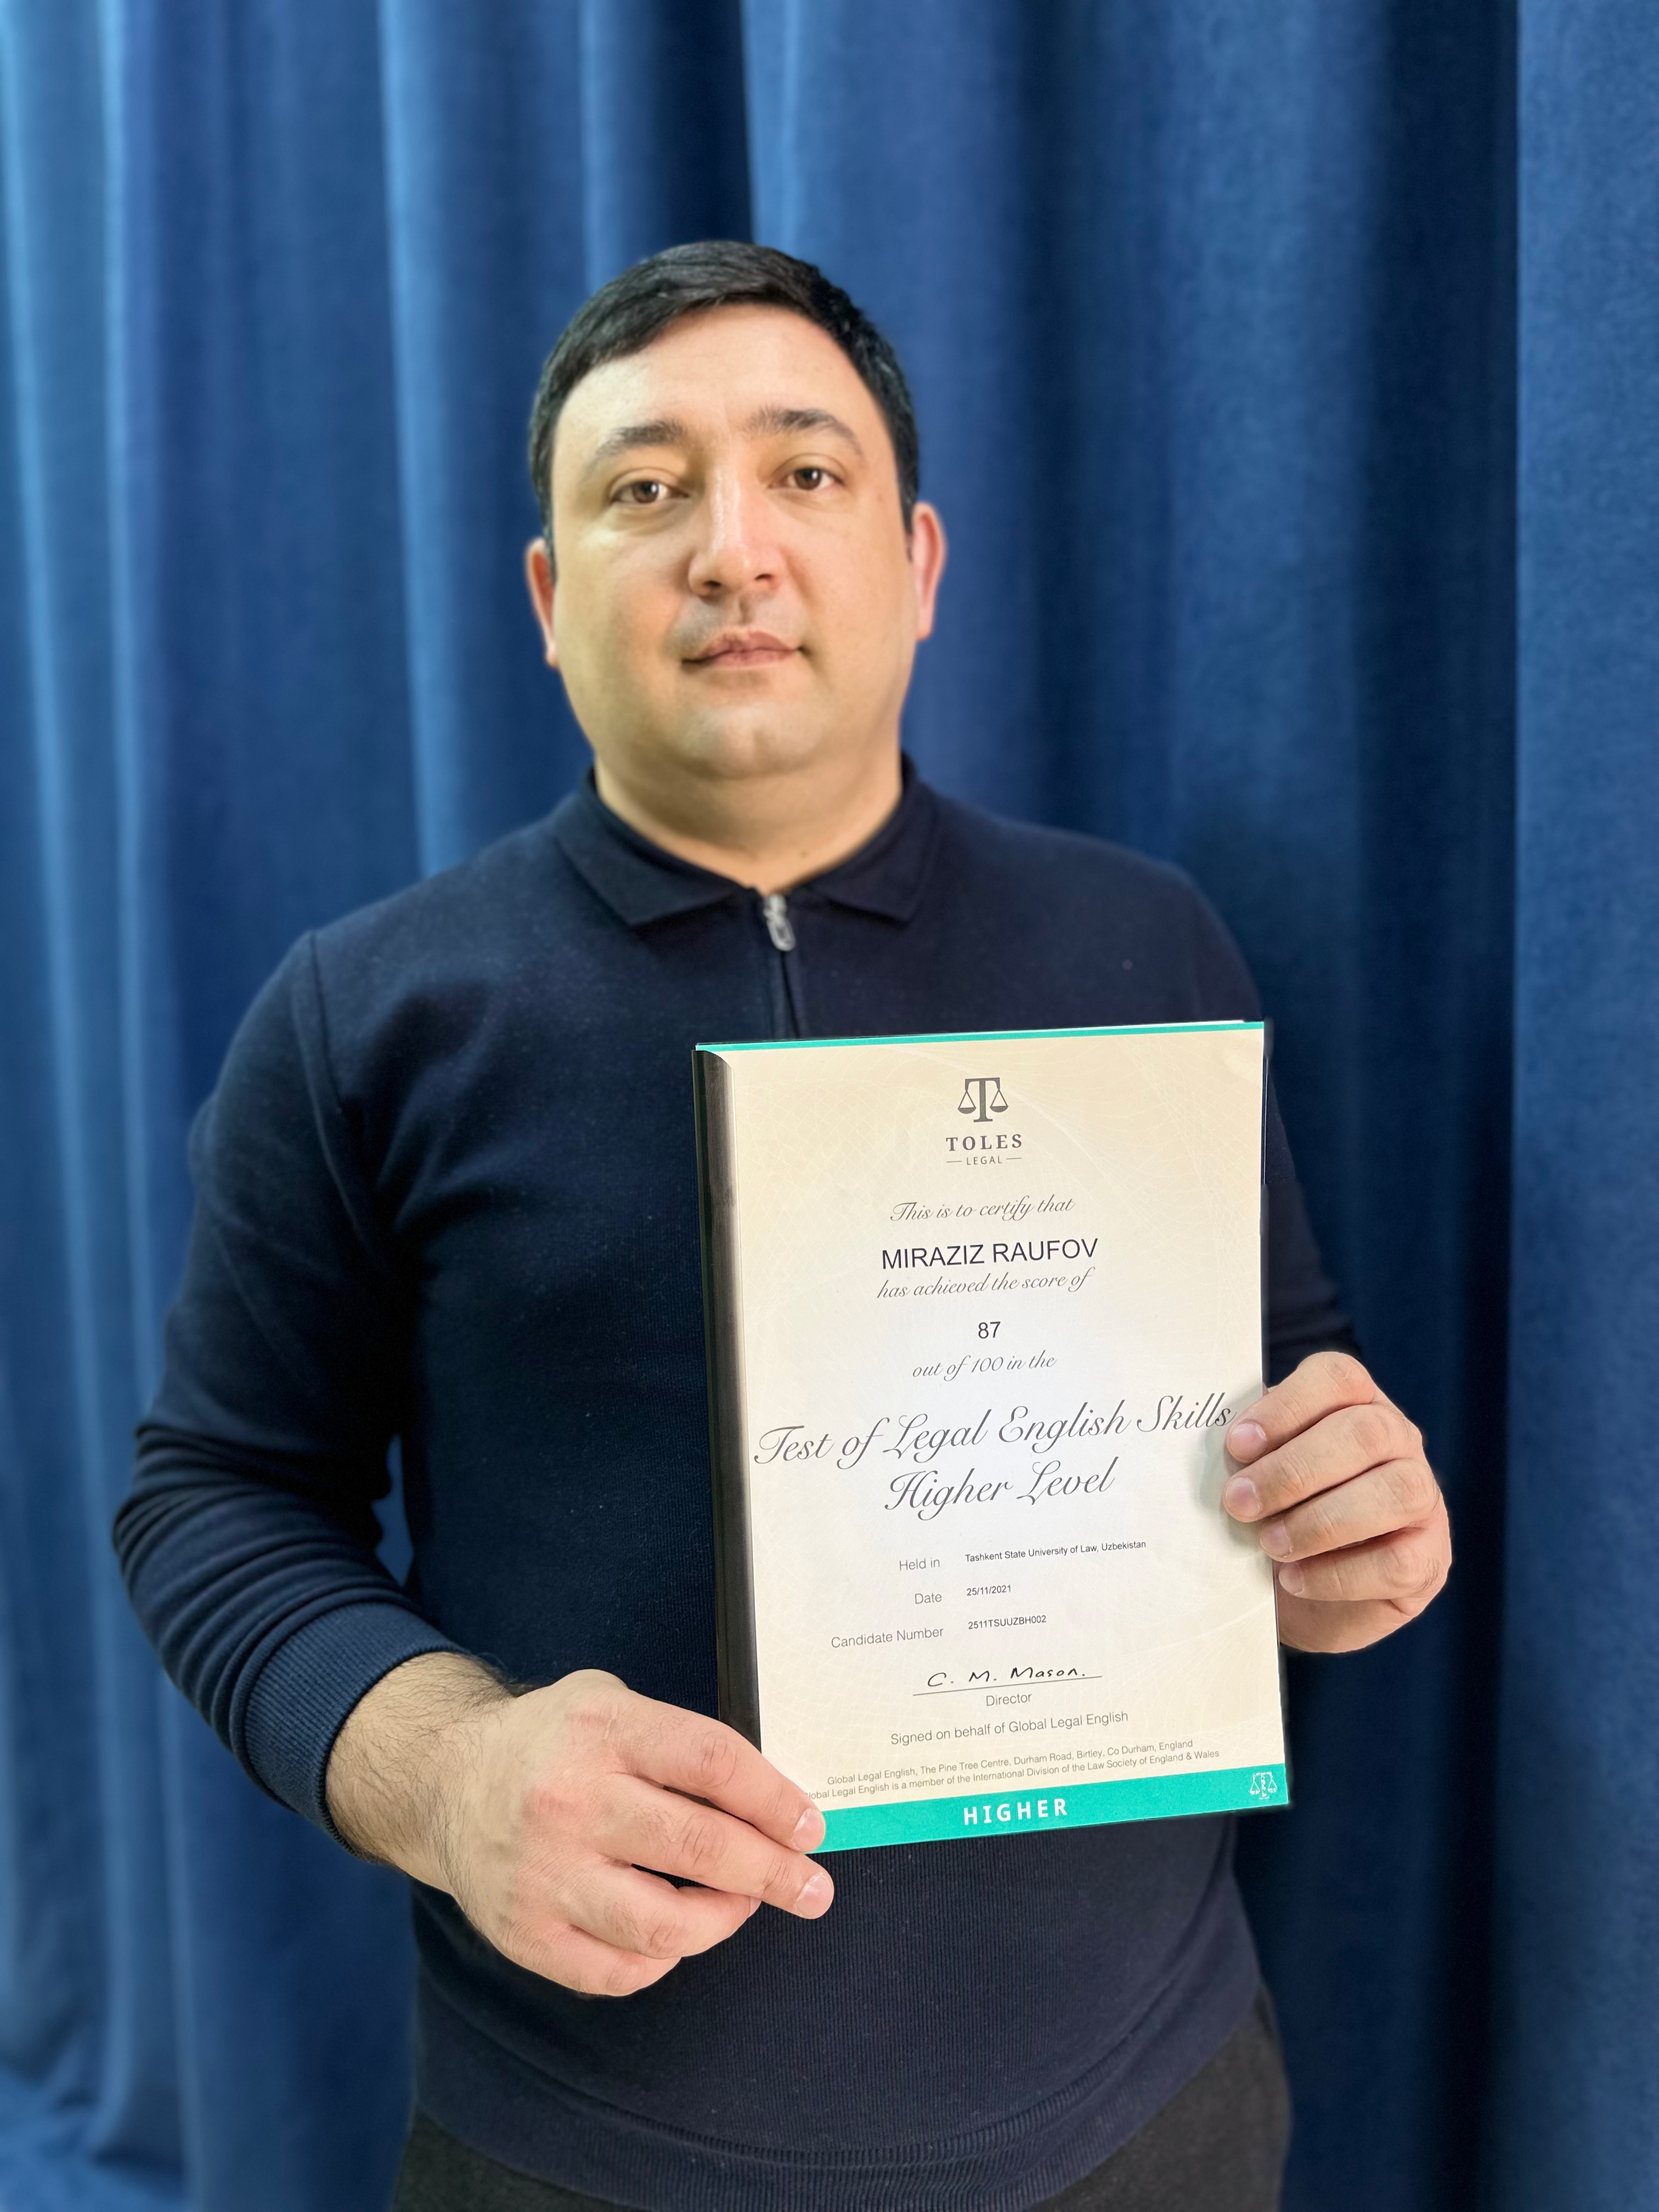 TOLES
LEGAL
This is to certify that
MIRAZIZ RAUFOV
has achieved the score of
87
out of 100 in the
Test of Legal English Skills
Higher Level
Held in Tashkent State University of Law, Uzbekistan
Date 25/11/2021
Candidate Number 2511TSUUZBH002
C. M. Mason.
Director
Signed on behalf of Global Legal English
Global Legal English, The Pine Tree Centre, Durham Road, Birtley, Co Durham, England
lobal Legal English is a member of the International Division of the Law Society of England & Wales
HIGHER